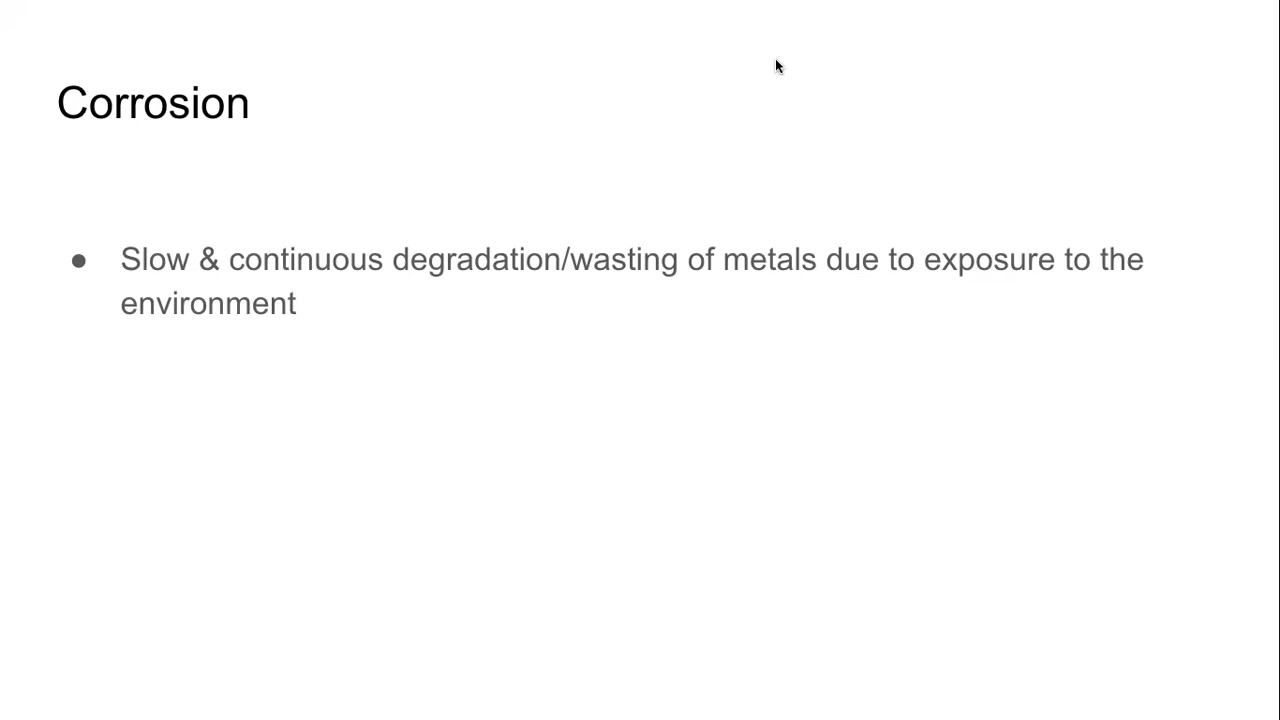 Corrosion
● Slow & continuous degradation/wasting of metals due to exposure to the
environment